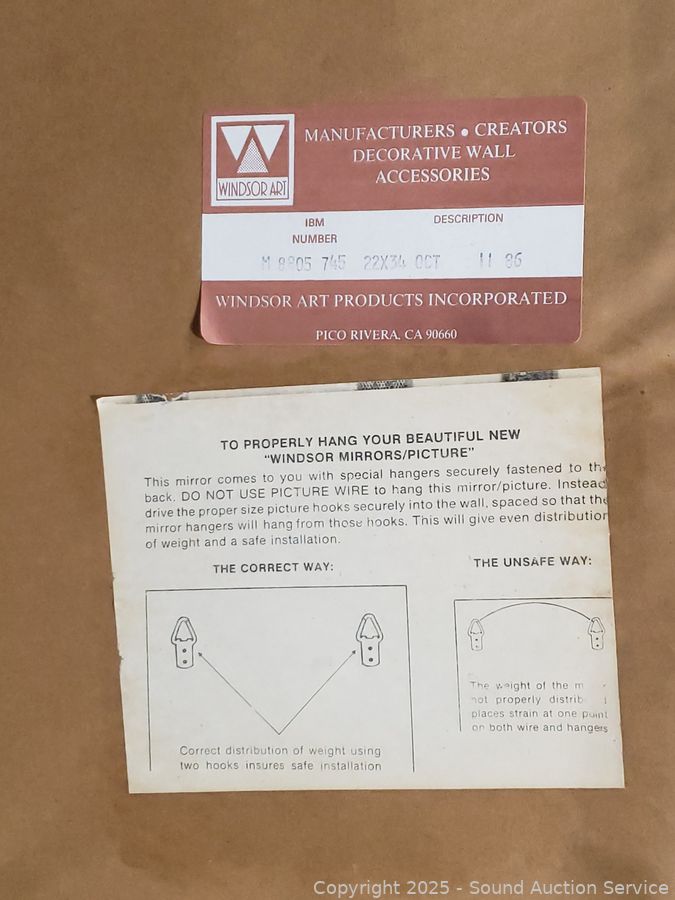 WINDSOR ART
MANUFACTURERS • CREATORS
DECORATIVE WALL
ACCESSORIES
IBM
NUMBER
DESCRIPTION
745 22X34 OCT 11 86
WINDSOR ART PRODUCTS INCORPORATED
PICO RIVERA, CA 90660
TO PROPERLY HANG YOUR BEAUTIFUL NEW
"WINDSOR MIRRORS/PICTURE"
This mirror comes to you with special hangers securely fastened to the
back. DO NOT USE PICTURE WIRE to hang this mirror/picture. Instead
drive the proper size picture hooks securely into the wall, spaced so that the
mirror hangers will hang from those hooks. This will give even distribution
of weight and a safe installation.
THE CORRECT WAY:
Correct distribution of weight using
two hooks insures safe installation
THE UNSAFE WAY:
The weight of the m
not properly distrib
places strain at one point
on both wire and hangers
Copyright 2025 - Sound Auction Service